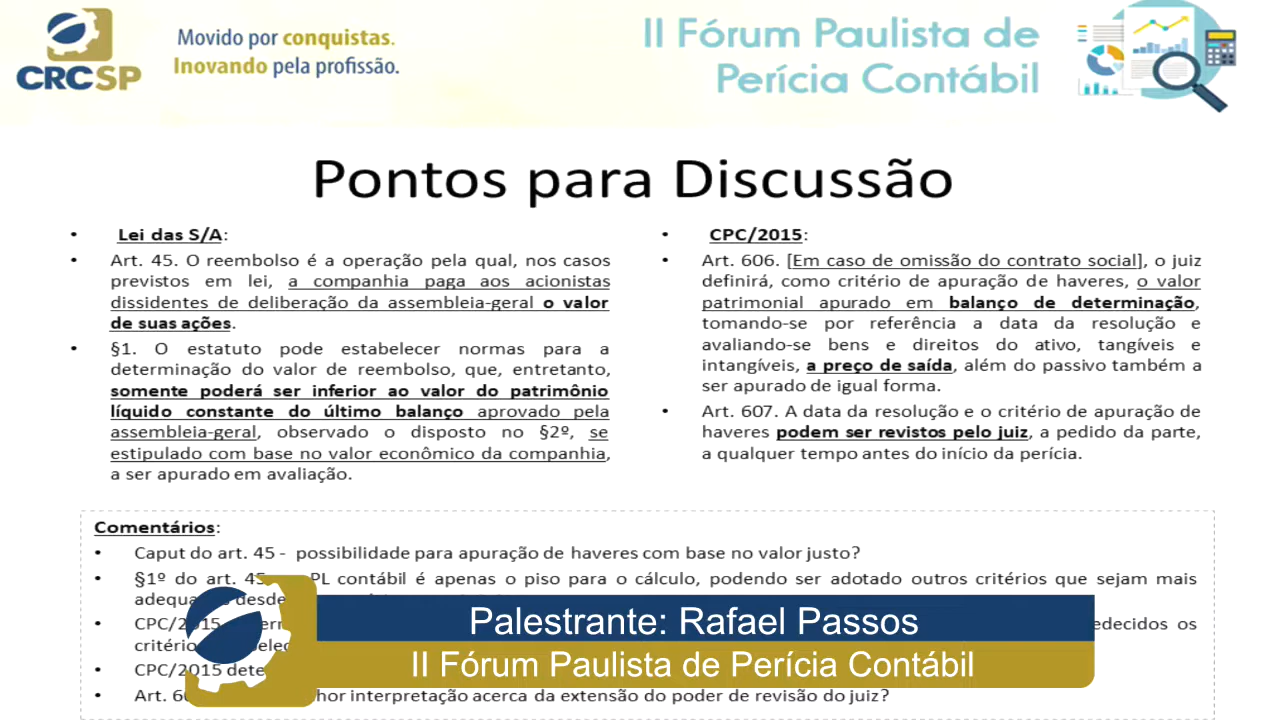 CRCSP
Movido por conquistas.
Inovando pela profissão.
II Fórum Paulista de
Perícia Contábil
Pontos para Discussão
• Lei das S/A:
• Art. 45. O reembolso é a operação pela qual, nos casos
previstos em lei, a companhia paga aos acionistas
dissidentes de deliberação da assembleia-geral o valor
de suas ações.
• §1. O estatuto pode estabelecer normas para a
determinação do valor de reembolso, que, entretanto,
somente poderá ser inferior ao valor do patrimônio
líquido constante do último balanço aprovado pela
assembleia-geral, observado o disposto no §2º, se
estipulado com base no valor econômico da companhia,
a ser apurado em avaliação.
• CPC/2015:
• Art. 606. [Em caso de omissão do contrato social], o juiz
definirá, como critério de apuração de haveres, o valor
patrimonial apurado em balanço de determinação,
tomando-se por referência a data da resolução e
avaliando-se bens e direitos do ativo, tangíveis e
intangíveis, a preço de saída, além do passivo também a
ser apurado de igual forma.
• Art. 607. A data da resolução e o critério de apuração de
haveres podem ser revistos pelo juiz, a pedido da parte,
a qualquer tempo antes do início da perícia.
Comentários:
• Caput do art. 45 - possibilidade para apuração de haveres com base no valor justo?
• §1º do art. PL contábil é apenas o piso para o cálculo, podendo ser adotado outros critérios que sejam mais
• CPC/2015 os
• CPC/2015
• Art. interpretação acerca da extensão do poder de revisão do juiz?
Palestrante: Rafael Passos
II Fórum Paulista de Perícia Contábil